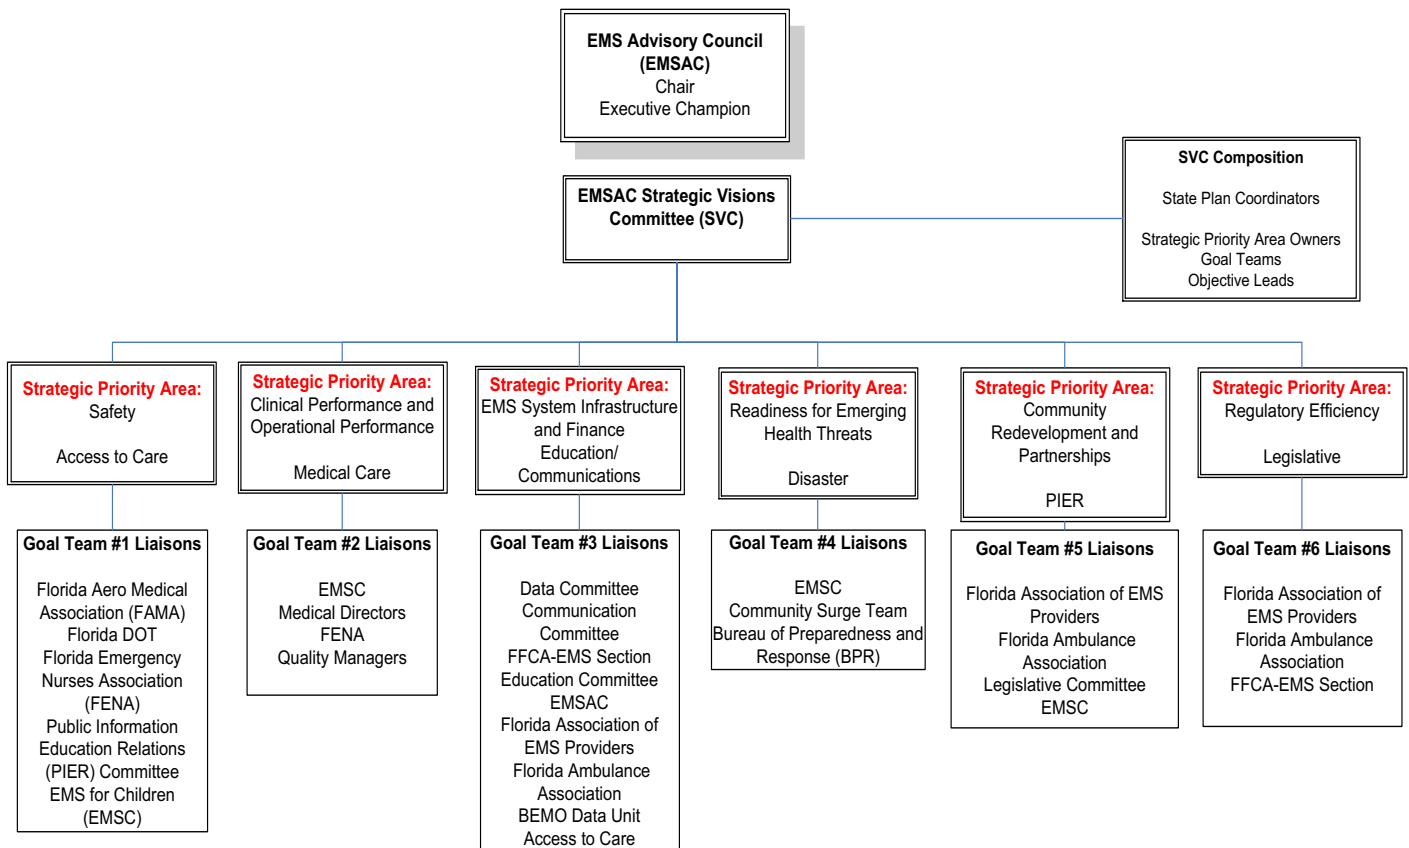 EMS Advisory Council
(EMSAC)
Chair
Executive Champion
EMSAC Strategic Visions
Committee (SVC)
SVC Composition
State Plan Coordinators
Strategic Priority Area Owners
Goal Teams
Objective Leads
Strategic Priority Area:
Safety
Access to Care
Strategic Priority Area:
Clinical Performance and
Operational Performance
Medical Care
Strategic Priority Area:
EMS System Infrastructure
and Finance
Education/
Communications
Strategic Priority Area:
Readiness for Emerging
Health Threats
Disaster
Strategic Priority Area:
Community
Redevelopment and
Partnerships
PIER
Strategic Priority Area:
Regulatory Efficiency
Legislative
Goal Team #1 Liaisons
Florida Aero Medical
Association (FAMA)
Florida DOT
Florida Emergency
Nurses Association
(FENA)
Public Information
Education Relations
(PIER) Committee
EMS for Children
(EMSC)
Goal Team #2 Liaisons
EMSC
Medical Directors
FENA
Quality Managers
Goal Team #3 Liaisons
Data Committee
Communication
Committee
FFCA-EMS Section
Education Committee
EMSAC
Florida Association of
EMS Providers
Florida Ambulance
Association
BEMO Data Unit
Access to Care
Goal Team #4 Liaisons
EMSC
Community Surge Team
Bureau of Preparedness and
Response (BPR)
Goal Team #5 Liaisons
Florida Association of EMS
Providers
Florida Ambulance
Association
Legislative Committee
EMSC
Goal Team #6 Liaisons
Florida Association of
EMS Providers
Florida Ambulance
Association
FFCA-EMS Section